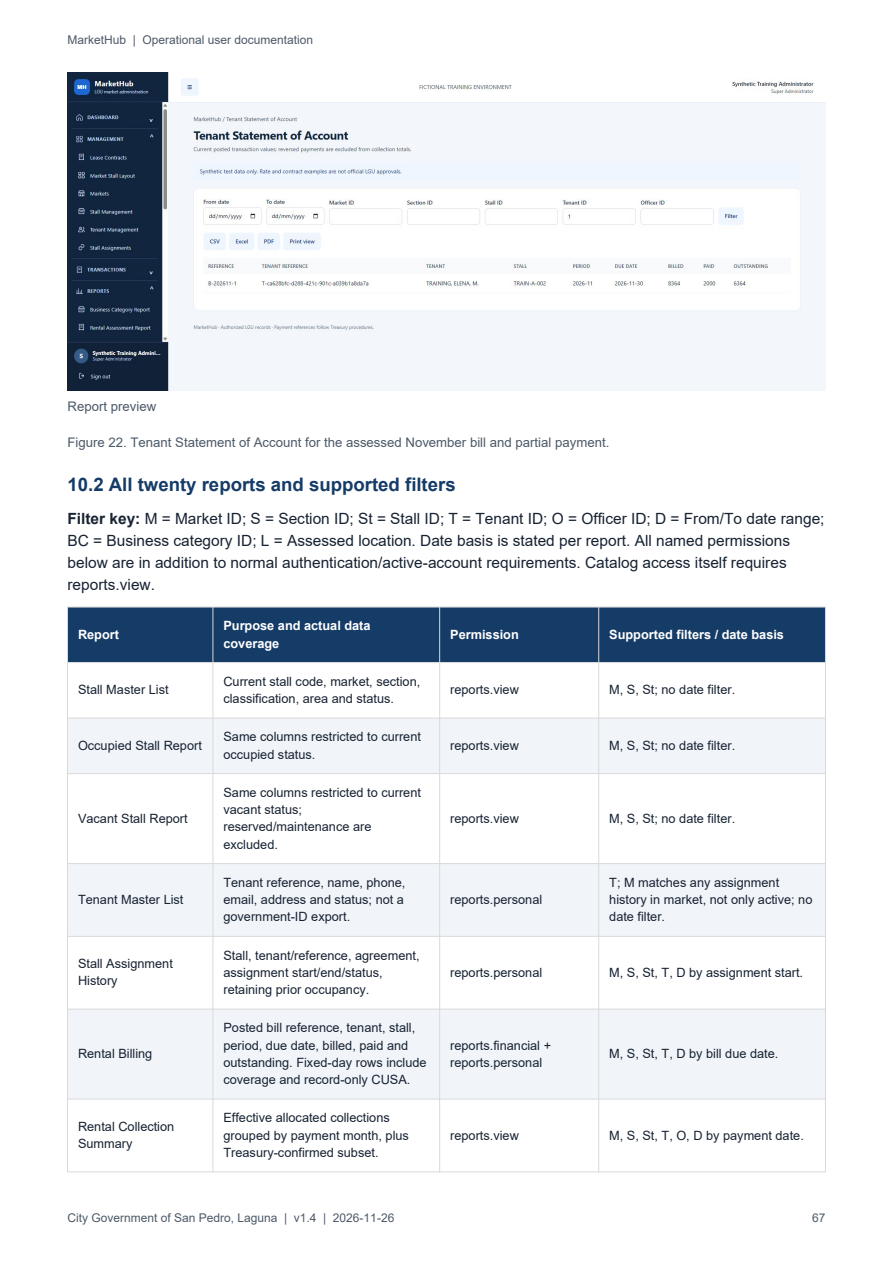 MarketHub | Operational user documentation
MH MarketHub
LGU market administration
☰
FICTIONAL TRAINING ENVIRONMENT
Synthetic Training Administrator
Super Administrator
DASHBOARD
MANAGEMENT
Lease Contracts
Market Stall Layout
Markets
Stall Management
Tenant Management
Stall Assignments
TRANSACTIONS
REPORTS
Business Category Report
Rental Assessment Report
S Synthetic Training Admini...
Super Administrator
Sign out
MarketHub / Tenant Statement of Account
Tenant Statement of Account
Current posted transaction values; reversed payments are excluded from collection totals.
Synthetic test data only. Rate and contract examples are not official LGU approvals.
From date To date Market ID Section ID Stall ID Tenant ID Officer ID
dd/mm/yyyy dd/mm/yyyy 1 Filter
CSV Excel PDF Print view
REFERENCE TENANT REFERENCE TENANT STALL PERIOD DUE DATE BILLED PAID OUTSTANDING
B-202611-1 TRAINING, ELENA, M. TRAIN-A-002 2026-11 2026-11-30 8364 2000 6364
MarketHub · Authorized LGU records · Payment references follow Treasury procedures.
Report preview
Figure 22. Tenant Statement of Account for the assessed November bill and partial payment.
10.2 All twenty reports and supported filters
Filter key: M = Market ID; S = Section ID; St = Stall ID; T = Tenant ID; O = Officer ID; D = From/To date range;
BC = Business category ID; L = Assessed location. Date basis is stated per report. All named permissions
below are in addition to normal authentication/active-account requirements. Catalog access itself requires
reports.view.
Report
Purpose and actual data
coverage
Permission
Supported filters / date basis
Stall Master List
Current stall code, market, section,
classification, area and status.
reports.view
M, S, St; no date filter.
Occupied Stall Report
Same columns restricted to current
occupied status.
reports.view
M, S, St; no date filter.
Vacant Stall Report
Same columns restricted to current
vacant status;
reserved/maintenance are
excluded.
reports.view
M, S, St; no date filter.
Tenant Master List
Tenant reference, name, phone,
email, address and status; not a
government-ID export.
reports.personal
T; M matches any assignment
history in market, not only active; no
date filter.
Stall Assignment
History
Stall, tenant/reference, agreement,
assignment start/end/status,
retaining prior occupancy.
reports.personal
M, S, St, T, D by assignment start.
Rental Billing
Posted bill reference, tenant, stall,
period, due date, billed, paid and
outstanding. Fixed-day rows include
coverage and record-only CUSA.
reports.financial +
reports.personal
M, S, St, T, D by bill due date.
Rental Collection
Summary
Effective allocated collections
grouped by payment month, plus
Treasury-confirmed subset.
reports.view
M, S, St, T, O, D by payment date.
City Government of San Pedro, Laguna | v1.4 | 2026-11-26
67